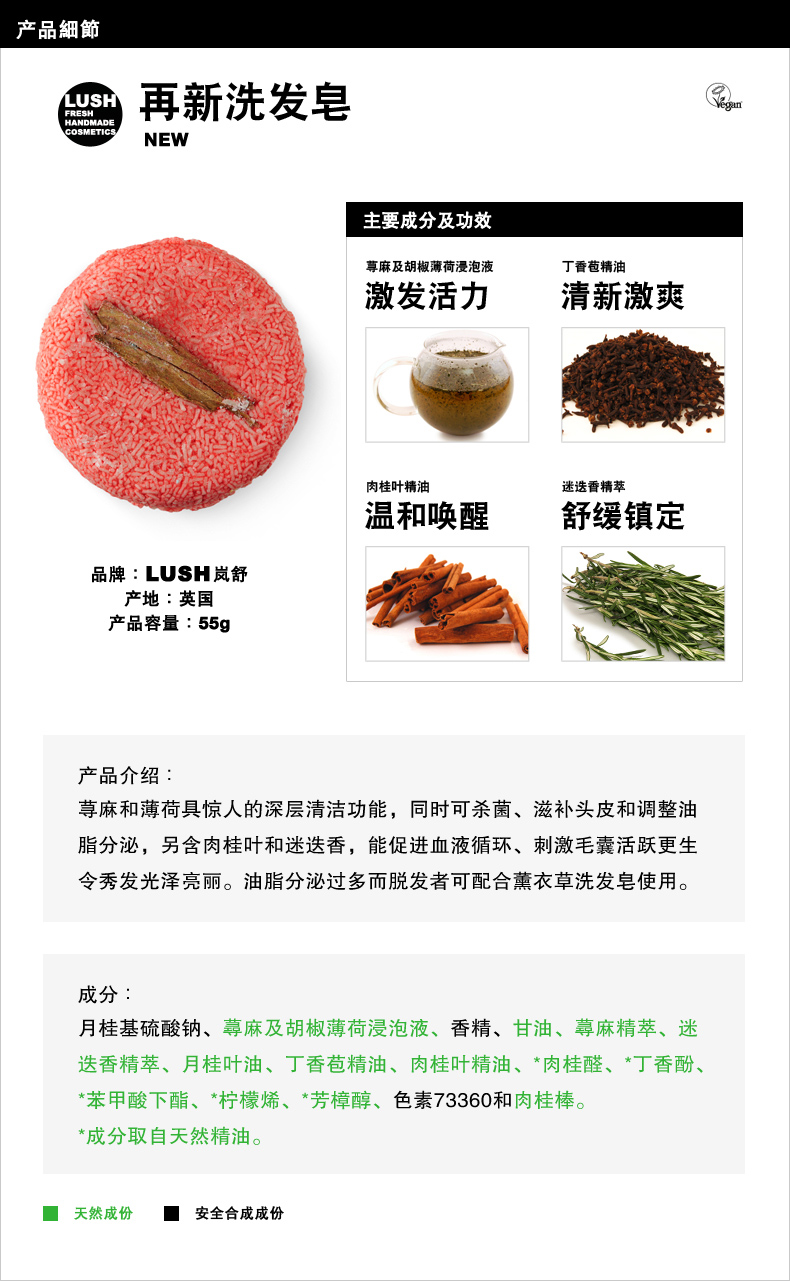 产品細節
LUSH
FRESH
HANDMADE
COSMETICS
再新洗发皂
NEW
Vegan
主要成分及功效
荨麻及胡椒薄荷浸泡液
激发活力
丁香苞精油
清新激爽
肉桂叶精油
温和唤醒
迷迭香精萃
舒缓镇定
品牌：LUSH岚舒
产地：英国
产品容量：55g
产品介绍：
荨麻和薄荷具惊人的深层清洁功能，同时可杀菌、滋补头皮和调整油
脂分泌，另含肉桂叶和迷迭香，能促进血液循环、刺激毛囊活跃更生
令秀发光泽亮丽。油脂分泌过多而脱发者可配合薰衣草洗发皂使用。
成分：
月桂基硫酸钠、蕁麻及胡椒薄荷浸泡液、香精、甘油、蕁麻精萃、迷
迭香精萃、月桂叶油、丁香苞精油、肉桂叶精油、*肉桂醛、*丁香酚、
*苯甲酸下酯、*柠檬烯、*芳樟醇、色素73360和肉桂棒。
*成分取自天然精油。
天然成份
安全合成成份